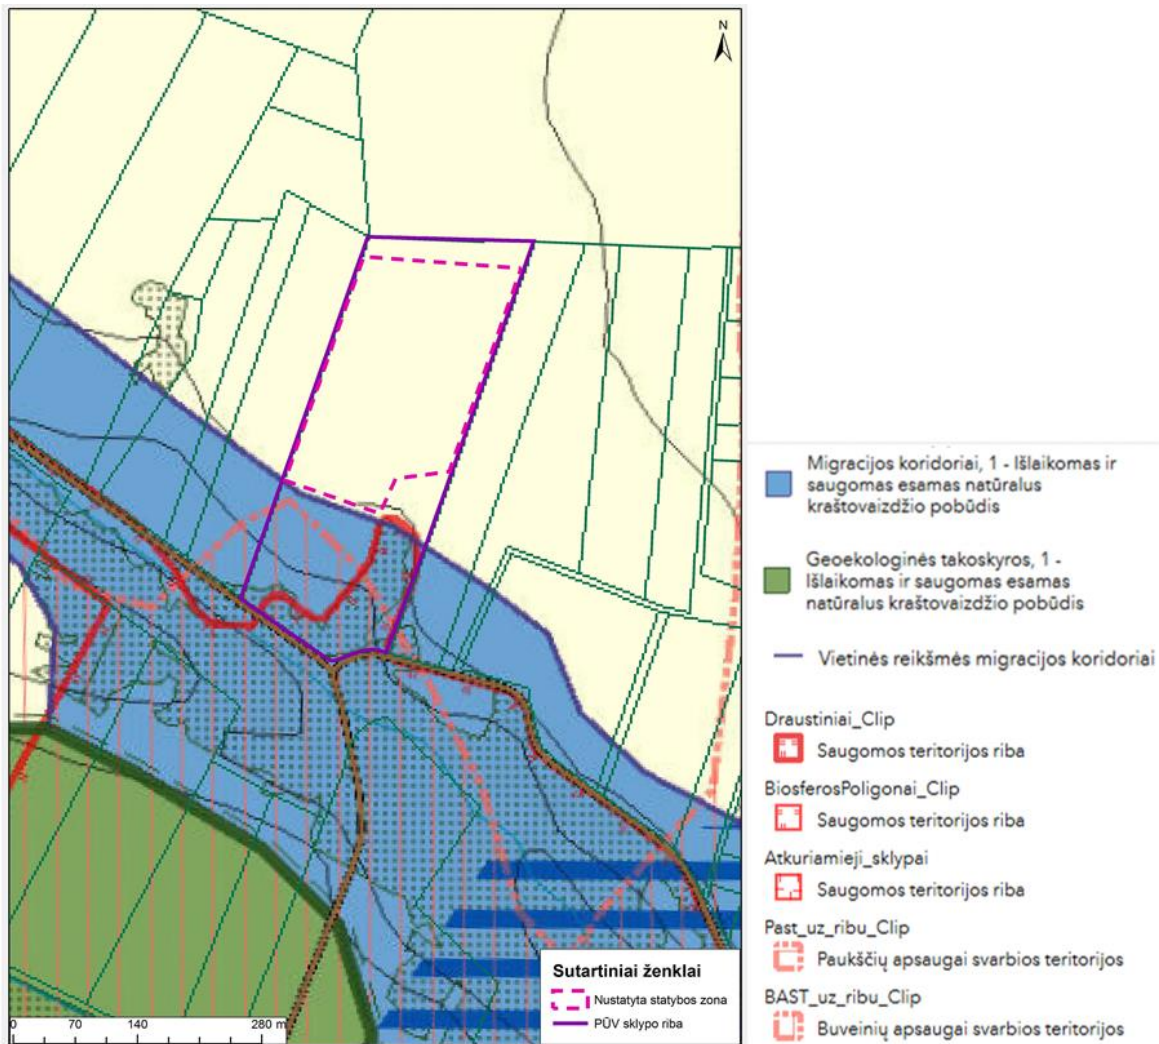 N
Sutartiniai ženklai
Nustatyta statybos zona
PŪV sklypo riba
0 70 140 280 m
Migracijos koridoriai, 1 - Išlaikomas ir
saugomas esamas natūralus
kraštovaizdžio pobūdis
Geoekologinės takoskyros, 1 -
Išlaikomas ir saugomas esamas
natūralus kraštovaizdžio pobūdis
Vietinės reikšmės migracijos koridoriai
Draustiniai_Clip
Saugomos teritorijos riba
BiosferosPoligonai_Clip
Saugomos teritorijos riba
Atkuriamieji_sklypai
Saugomos teritorijos riba
Past_uz_ribu_Clip
Paukščių apsaugai svarbios teritorijos
BAST_uz_ribu_Clip
Buveinių apsaugai svarbios teritorijos